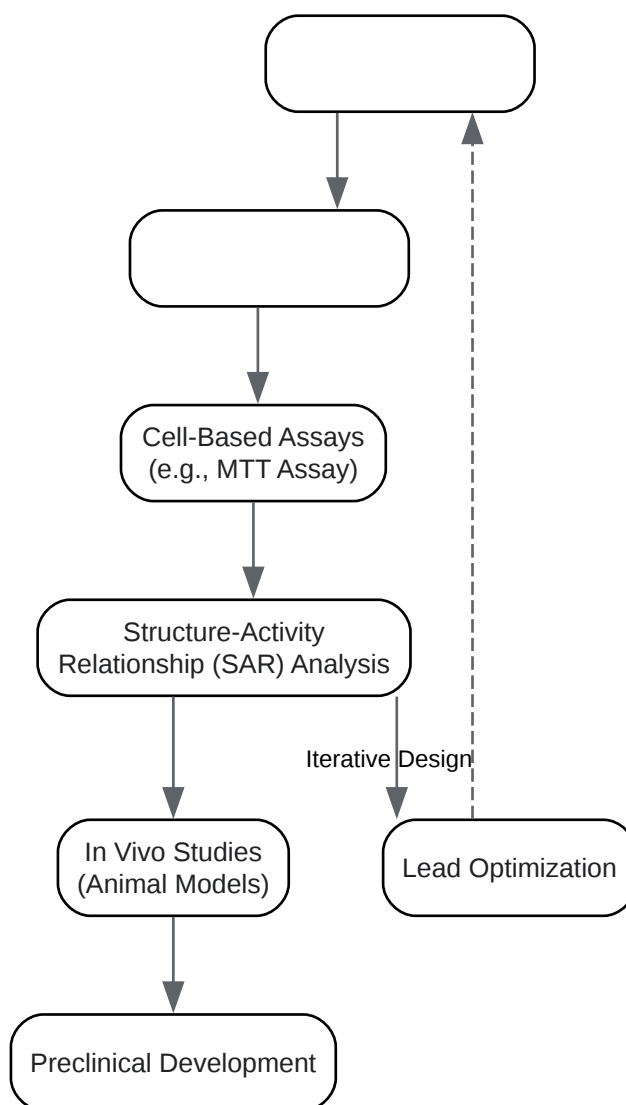 Cell-Based Assays
(e.g., MTT Assay)
Structure-Activity
Relationship (SAR) Analysis
Iterative Design
In Vivo Studies
(Animal Models)
Lead Optimization
Preclinical Development